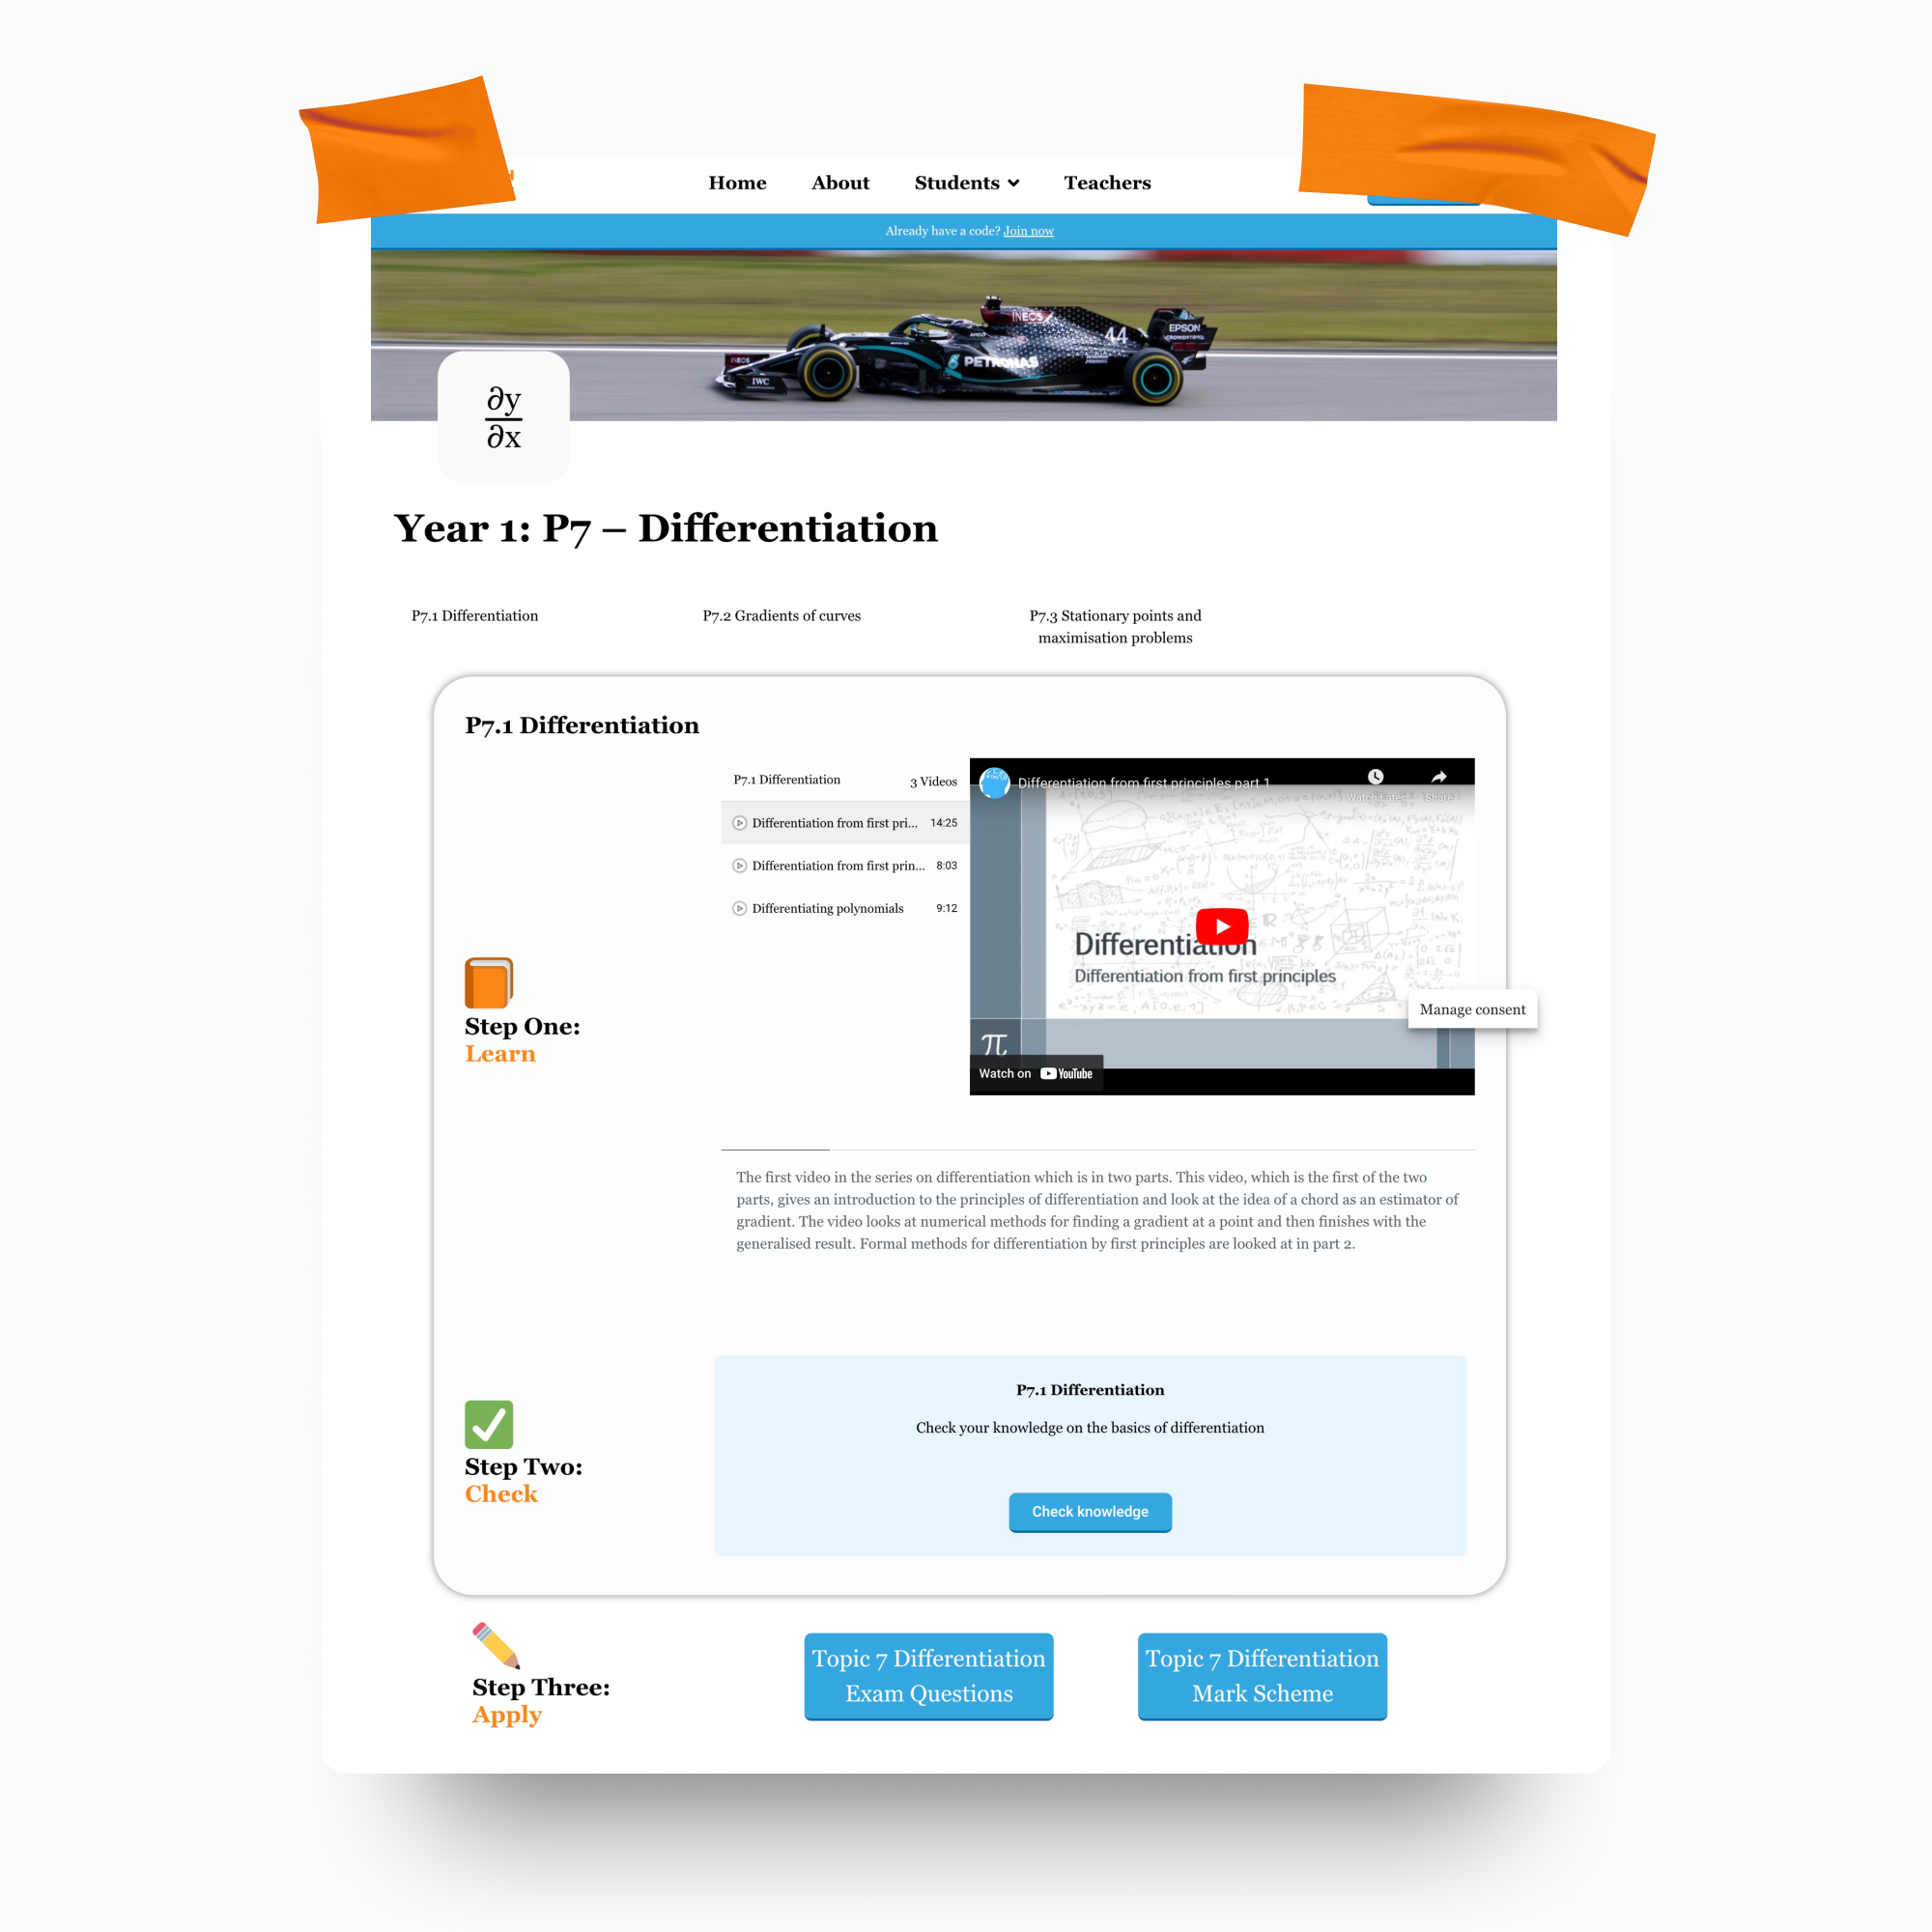 Home About Students Teachers
Already have a code? Join now
INEOS
44
EPSON
PETRONAS
INEOS
IWC
∂y
∂x
Year 1: P7 – Differentiation
P7.1 Differentiation
P7.2 Gradients of curves
P7.3 Stationary points and
maximisation problems
P7.1 Differentiation
P7.1 Differentiation 3 Videos
Differentiation from first pri... 14:25
Differentiation from first prin... 8:03
Differentiating polynomials 9:12
Differentiation from first principles part 1
Watch Later Share
Differentiation
Differentiation from first principles
π
Watch on YouTube
Manage consent
Step One:
Learn
The first video in the series on differentiation which is in two parts. This video, which is the first of the two
parts, gives an introduction to the principles of differentiation and look at the idea of a chord as an estimator of
gradient. The video looks at numerical methods for finding a gradient at a point and then finishes with the
generalised result. Formal methods for differentiation by first principles are looked at in part 2.
Step Two:
Check
P7.1 Differentiation
Check your knowledge on the basics of differentiation
Check knowledge
Step Three:
Apply
Topic 7 Differentiation
Exam Questions
Topic 7 Differentiation
Mark Scheme